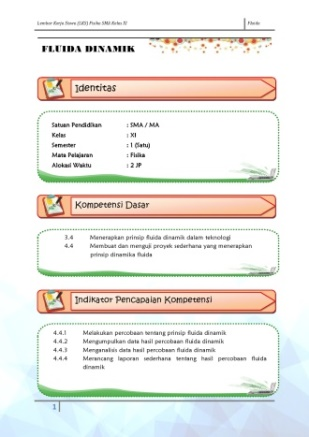 Lembar Kerja Siswa (LKS) Fisika SMA Kelas XI
FLUIDA DINAMIK
Identitas
Satuan Pendidikan : SMA / MA
Kelas : XI
Semester : 1 (Satu)
Mata Pelajaran : Fisika
Alokasi Waktu : 2 JP
Kompetensi Dasar
3.4 Menerapkan prinsip fluida dinamik dalam teknologi
4.4 Membuat dan menguji proyek sederhana yang menerapkan
prinsip dinamika fluida
Indikator Pencapaian Kompetensi
4.4.1 Melakukan percobaan tentang prinsip fluida dinamik
4.4.2 Mengumpulkan data hasil percobaan fluida dinamik
4.4.3 Menganalisis data hasil percobaan fluida dinamik
4.4.4 Merancang laporan sederhana tentang hasil percobaan fluida
dinamik
1